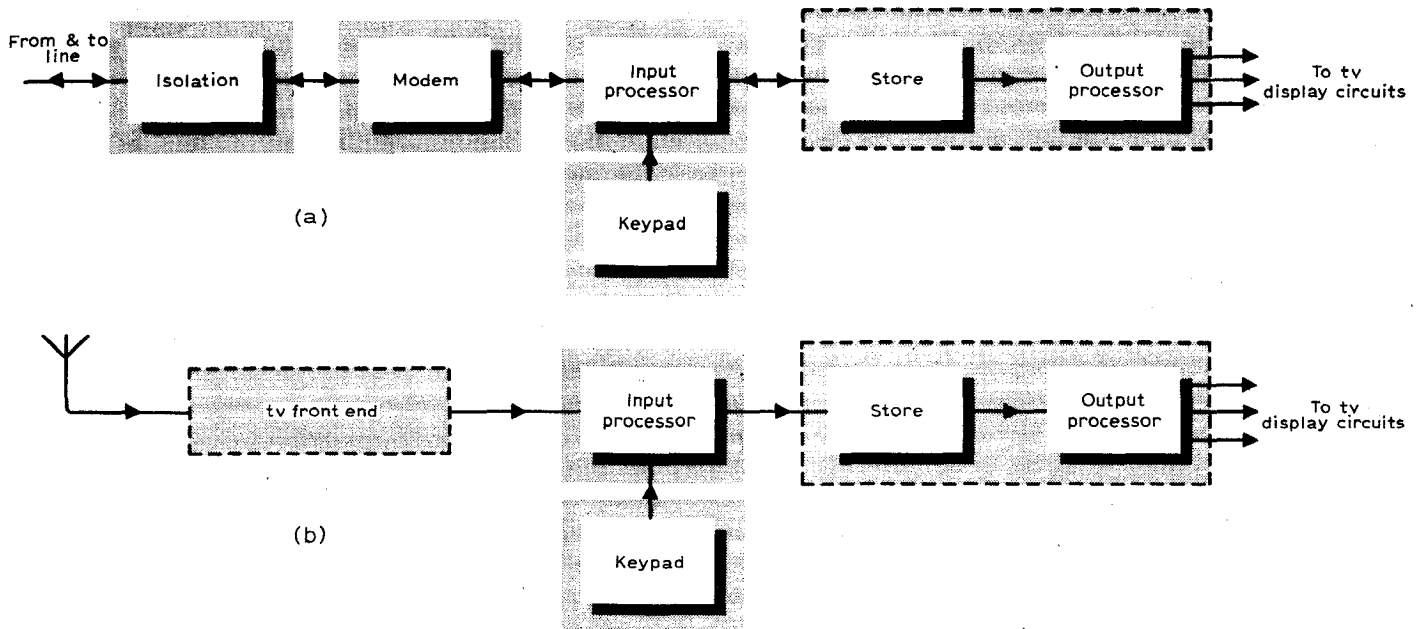 From & to
line
Isolation
Modem
Input
processor
Store
Output
processor
To tv
display circuits
Keypad
(a)
tv front end
Input
processor
Store
Output
processor
To tv
display circuits
(b)
Keypad